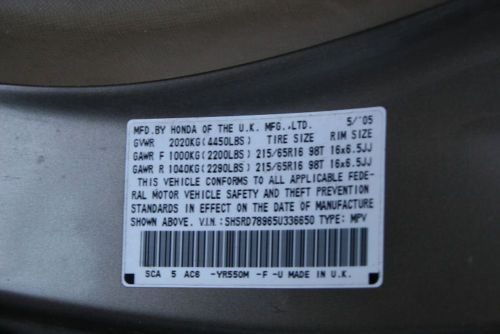 MFD.BY HONDA OF THE U.K. MFG.,LTD. 5/'05
GVWR 2020KG(4450LBS) TIRE SIZE RIM SIZE
GAWR F 1000KG(2200LBS) 215/65R16 98T 16x6.5JJ
GAWR R 1040KG(2290LBS) 215/65R16 98T 16x6.5JJ
THIS VEHICLE CONFORMS TO ALL APPLICABLE FEDE-
RAL MOTOR VEHICLE SAFETY AND THEFT PREVENTION
STANDARDS IN EFFECT ON THE DATE OF MANUFACTURE
SHOWN ABOVE. V.I.N:SHSRD78965U336650 TYPE: MPV
SCA 5 AC6 -YR550M -F -U MADE IN U.K.